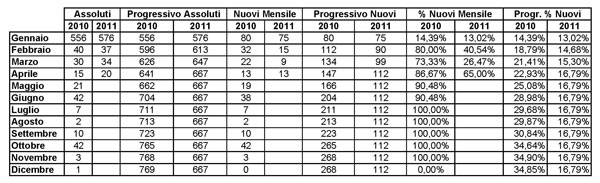 Assoluti Progressivo Assoluti Nuovi Mensile Progressivo Nuovi % Nuovi Mensile Progr. % Nuovi
2010 2011 2010 2011 2010 2011 2010 2011 2010 2011 2010 2011
Gennaio 556 576 556 576 80 75 80 75 14,39% 13,02% 14,39% 13,02%
Febbraio 40 37 596 613 32 15 112 90 80,00% 40,54% 18,79% 14,68%
Marzo 30 34 626 647 22 9 134 99 73,33% 26,47% 21,41% 15,30%
Aprile 15 20 641 667 13 13 147 112 86,67% 65,00% 22,93% 16,79%
Maggio 21 662 667 19 166 112 90,48% 25,08% 16,79%
Giugno 42 704 667 38 204 112 90,48% 28,98% 16,79%
Luglio 7 711 667 7 211 112 100,00% 29,68% 16,79%
Agosto 2 713 667 2 213 112 100,00% 29,87% 16,79%
Settembre 10 723 667 10 223 112 100,00% 30,84% 16,79%
Ottobre 42 765 667 42 265 112 100,00% 34,64% 16,79%
Novembre 3 768 667 3 268 112 100,00% 34,90% 16,79%
Dicembre 1 769 667 0 268 112 0,00% 34,85% 16,79%